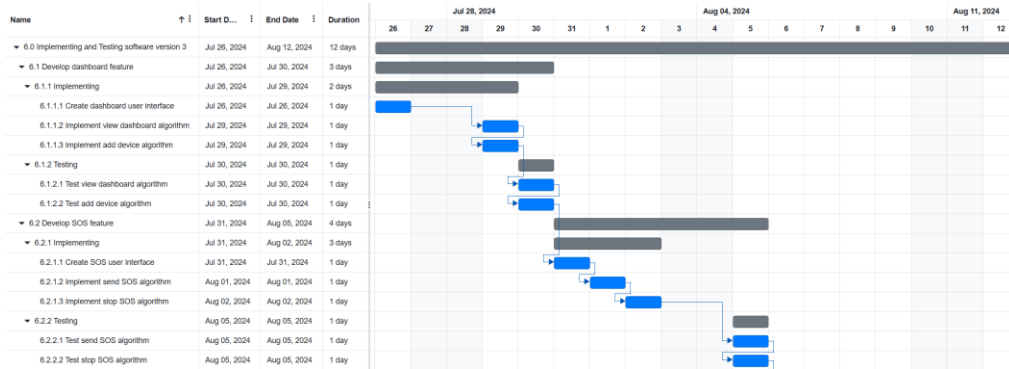 Name Start D... End Date Duration
Jul 28, 2024 Aug 04, 2024 Aug 11, 2024
26 27 28 29 30 31 1 2 3 4 5 6 7 8 9 10 11 12
6.0 Implementing and Testing software version 3 Jul 26, 2024 Aug 12, 2024 12 days
6.1 Develop dashboard feature Jul 26, 2024 Jul 30, 2024 3 days
6.1.1 Implementing Jul 26, 2024 Jul 29, 2024 2 days
6.1.1.1 Create dashboard user interface Jul 26, 2024 Jul 26, 2024 1 day
6.1.1.2 Implement view dashboard algorithm Jul 29, 2024 Jul 29, 2024 1 day
6.1.1.3 Implement add device algorithm Jul 29, 2024 Jul 29, 2024 1 day
6.1.2 Testing Jul 30, 2024 Jul 30, 2024 1 day
6.1.2.1 Test view dashboard algorithm Jul 30, 2024 Jul 30, 2024 1 day
6.1.2.2 Test add device algorithm Jul 30, 2024 Jul 30, 2024 1 day
6.2 Develop SOS feature Jul 31, 2024 Aug 05, 2024 4 days
6.2.1 Implementing Jul 31, 2024 Aug 02, 2024 3 days
6.2.1.1 Create SOS user Interface Jul 31, 2024 Jul 31, 2024 1 day
6.2.1.2 Implement send SOS algorithm Aug 01, 2024 Aug 01, 2024 1 day
6.2.1.3 Implement stop SOS algorithm Aug 02, 2024 Aug 02, 2024 1 day
6.2.2 Testing Aug 05, 2024 Aug 05, 2024 1 day
6.2.2.1 Test send SOS algorithm Aug 05, 2024 Aug 05, 2024 1 day
6.2.2.2 Test stop SOS algorithm Aug 05, 2024 Aug 05, 2024 1 day